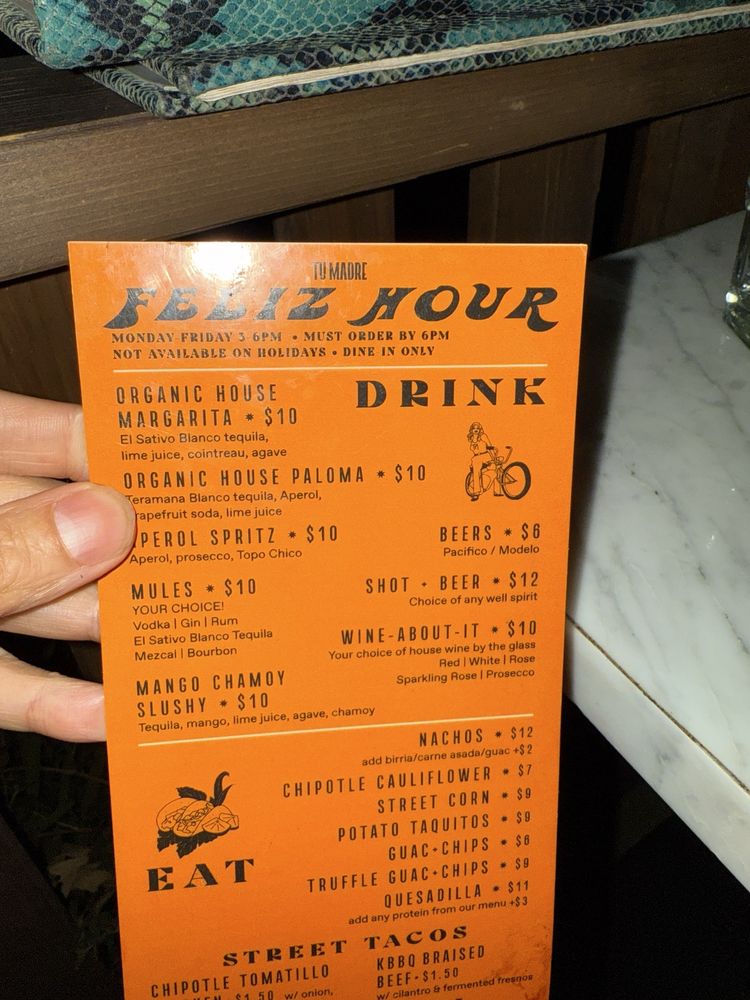 TU MADRE
FELIZ HOUR
MONDAY-FRIDAY 3-6PM • MUST ORDER BY 6PM
NOT AVAILABLE ON HOLIDAYS • DINE IN ONLY
DRINK
ORGANIC HOUSE
MARGARITA * $10
El Sativo Blanco tequila,
lime juice, cointreau, agave
ORGANIC HOUSE PALOMA * $10
Teramana Blanco tequila, Aperol,
rapefruit soda, lime juice
PEROL SPRITZ * $10
Aperol, prosecco, Topo Chico
MULES * $10
YOUR CHOICE!
Vodka | Gin | Rum
El Sativo Blanco Tequila
Mezcal | Bourbon
MANGO CHAMOY
SLUSHY * $10
Tequila, mango, lime juice, agave, chamoy
BEERS * $6
Pacifico / Modelo
SHOT + BEER * $12
Choice of any well spirit
WINE-ABOUT-IT * $10
Your choice of house wine by the glass
Red | White | Rose
Sparkling Rose | Prosecco
EAT
NACHOS * $12
add birria/carne asada/guac +$2
CHIPOTLE CAULIFLOWER * $7
STREET CORN * $9
POTATO TAQUITOS * $9
GUAC+CHIPS * $6
TRUFFLE GUAC+CHIPS * $9
QUESADILLA * $11
add any protein from our menu +$3
STREET TACOS
CHIPOTLE TOMATILLO
KEN * $1.50 w/ onion,
KBBQ BRAISED
BEEF * $1.50
w/ cilantro & fermented fresnos